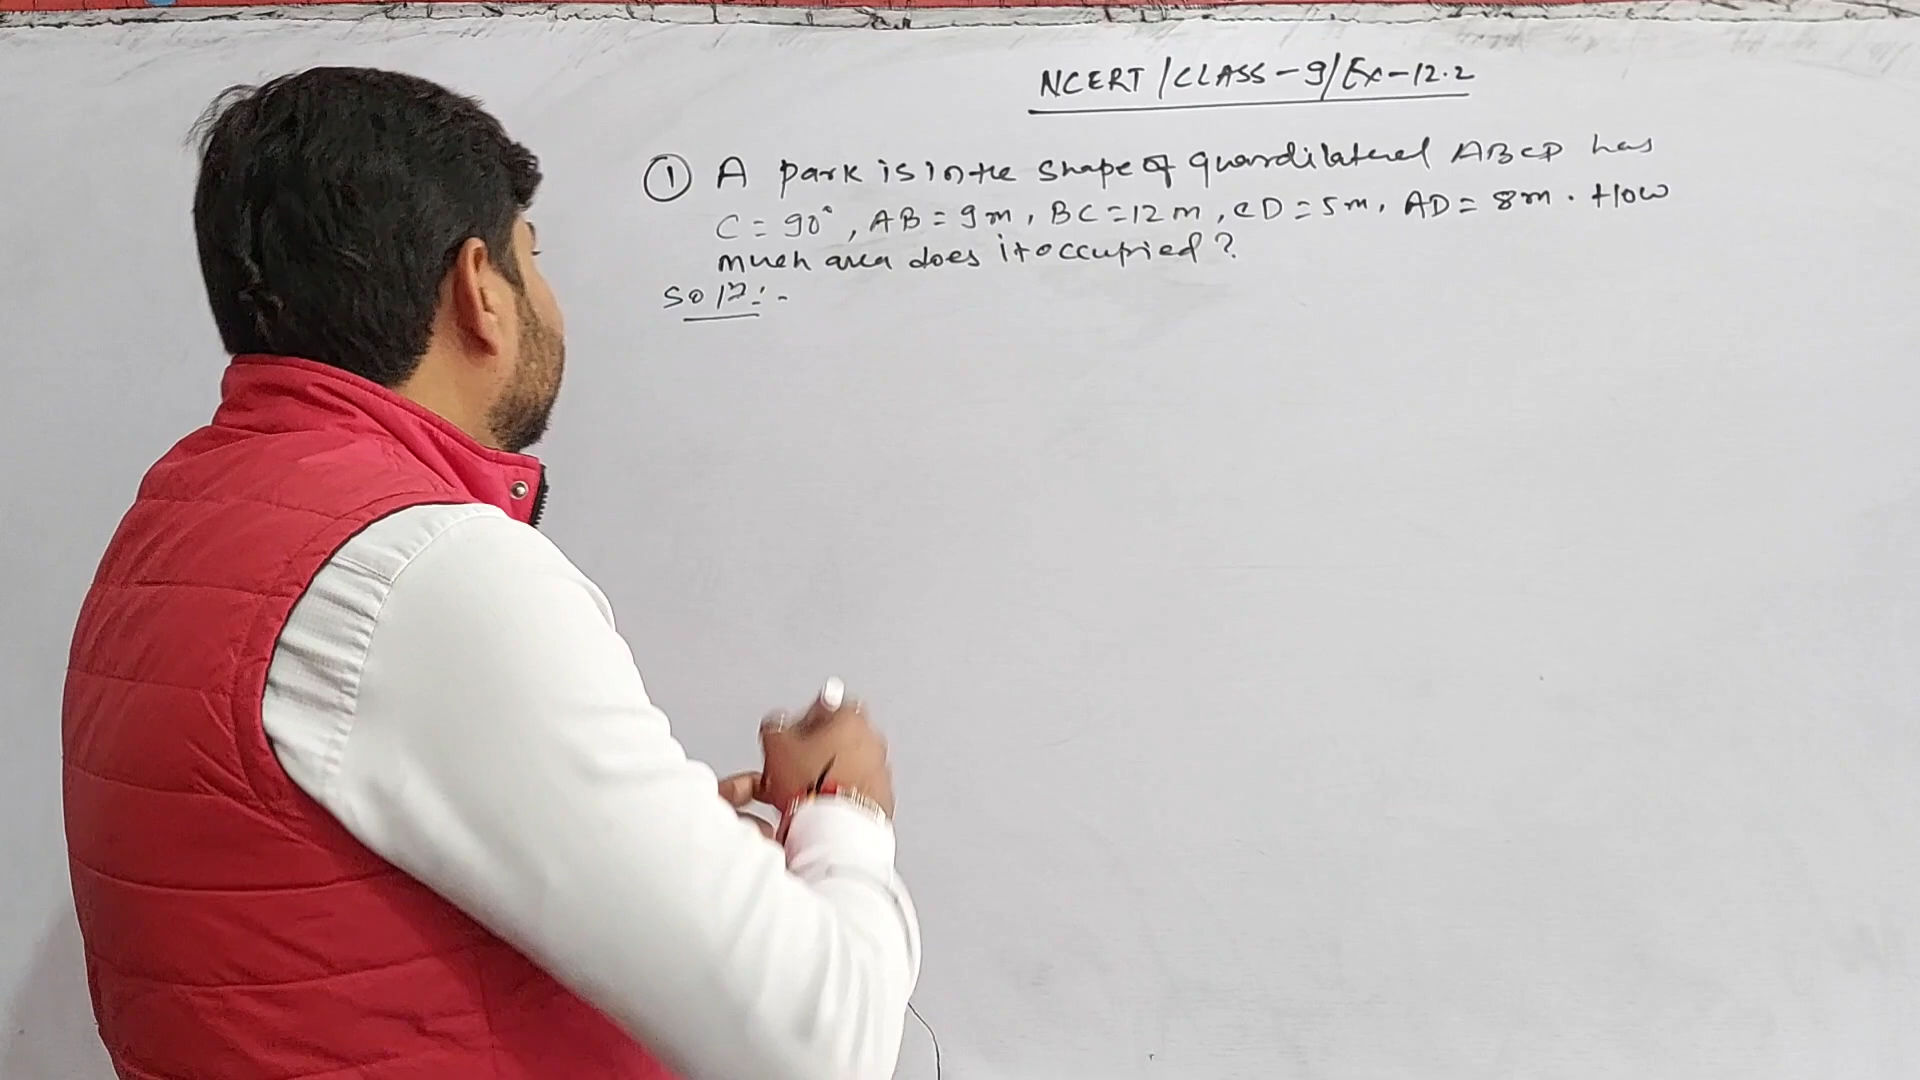 NCERT/CLASS-9/Ex-12.2
① A park is in the shape of quardilateral ABCD has
C = 90°, AB = 9m, BC = 12m, CD = 5m, AD = 8m. How
much area does it occupied?
Soln:-